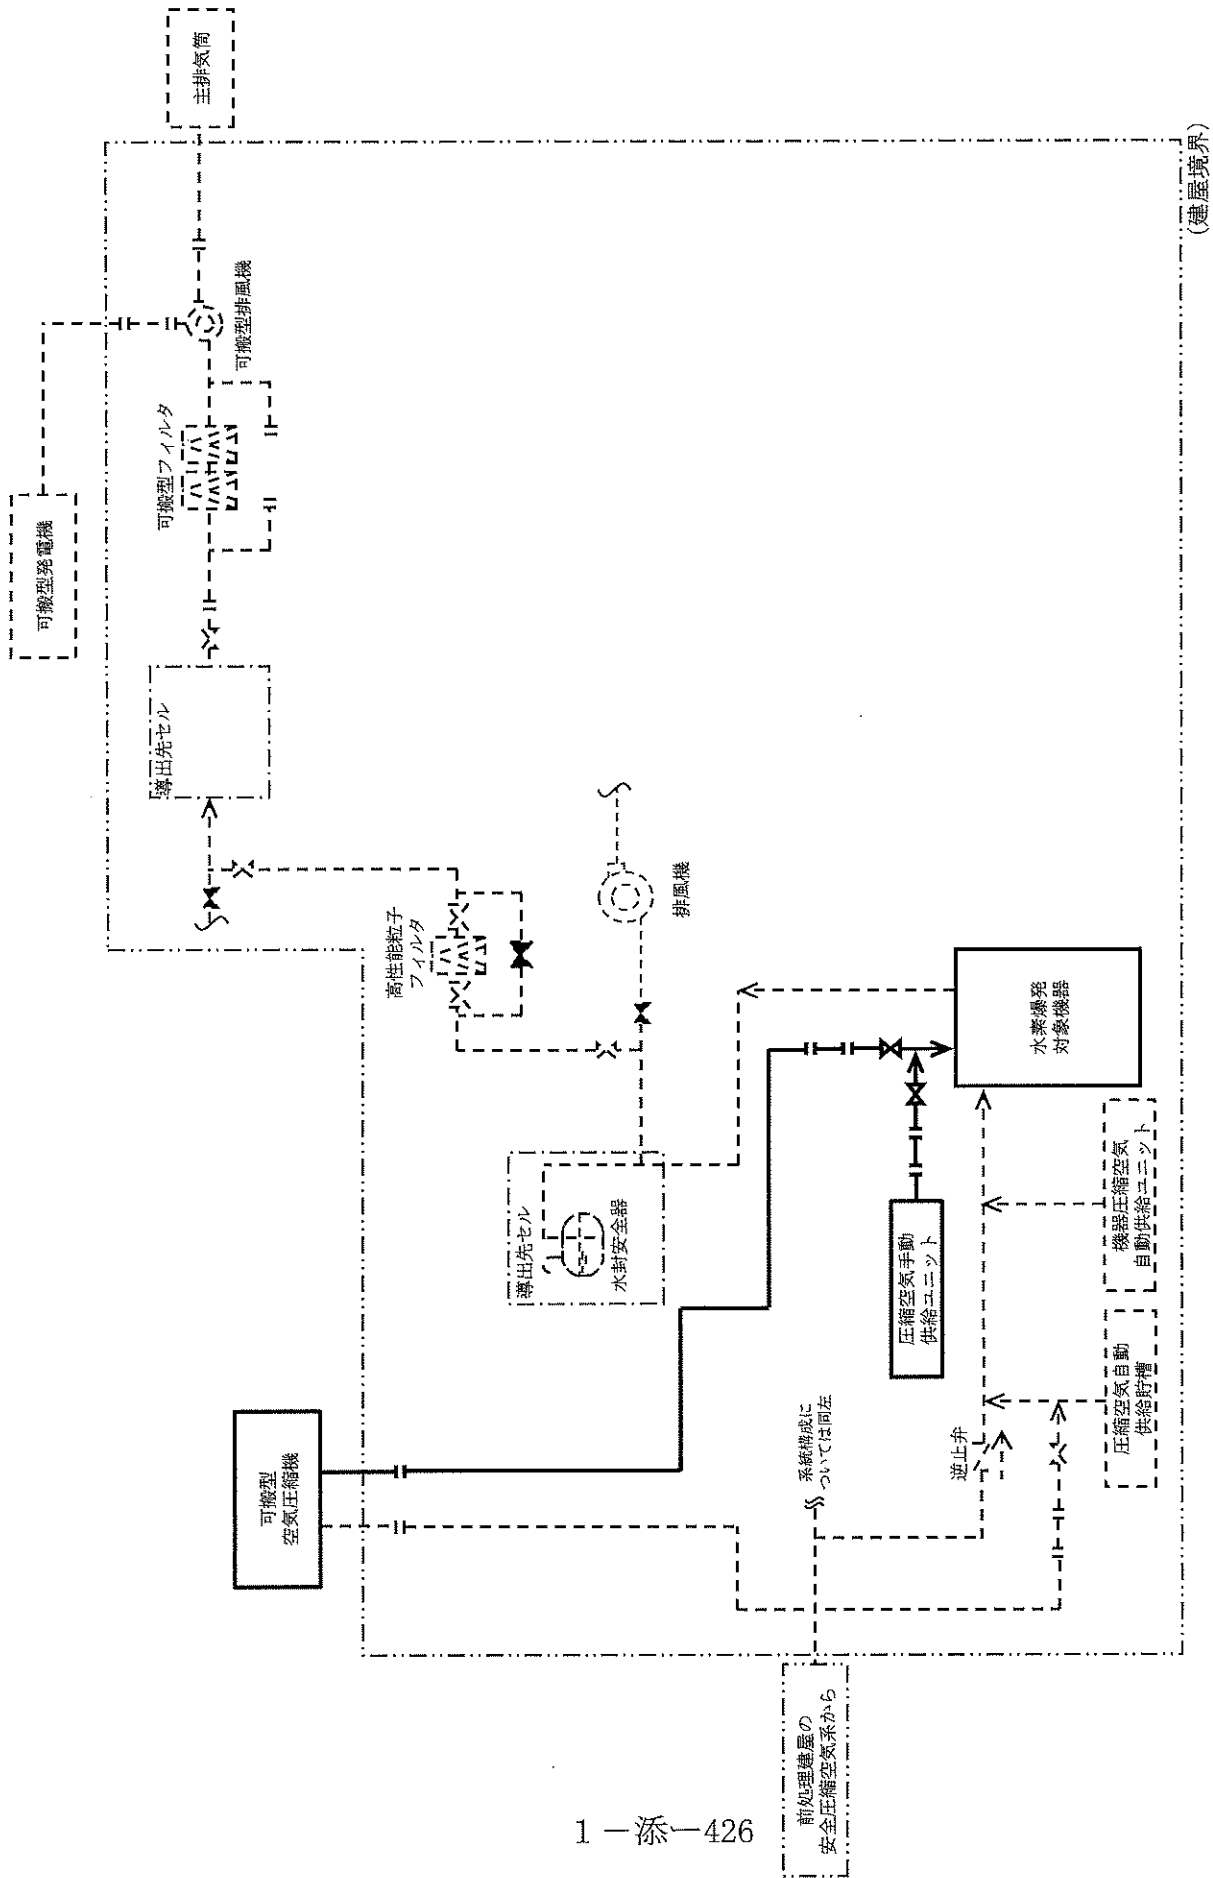 主排気筒
可搬型発電機
可搬型排風機
可搬型フィルタ
導出先セル
高性能粒子
フィルタ
排風機
導出先セル
水封安全器
可搬型
空気圧縮機
水素爆発
対象機器
圧縮空気手動
供給ユニット
機器圧縮空気
自動供給ユニット
圧縮空気自動
供給貯槽
逆止弁
系統構成に
ついては同左
前処理建屋の
安全圧縮空気系から
(建屋境界)
1-添-426